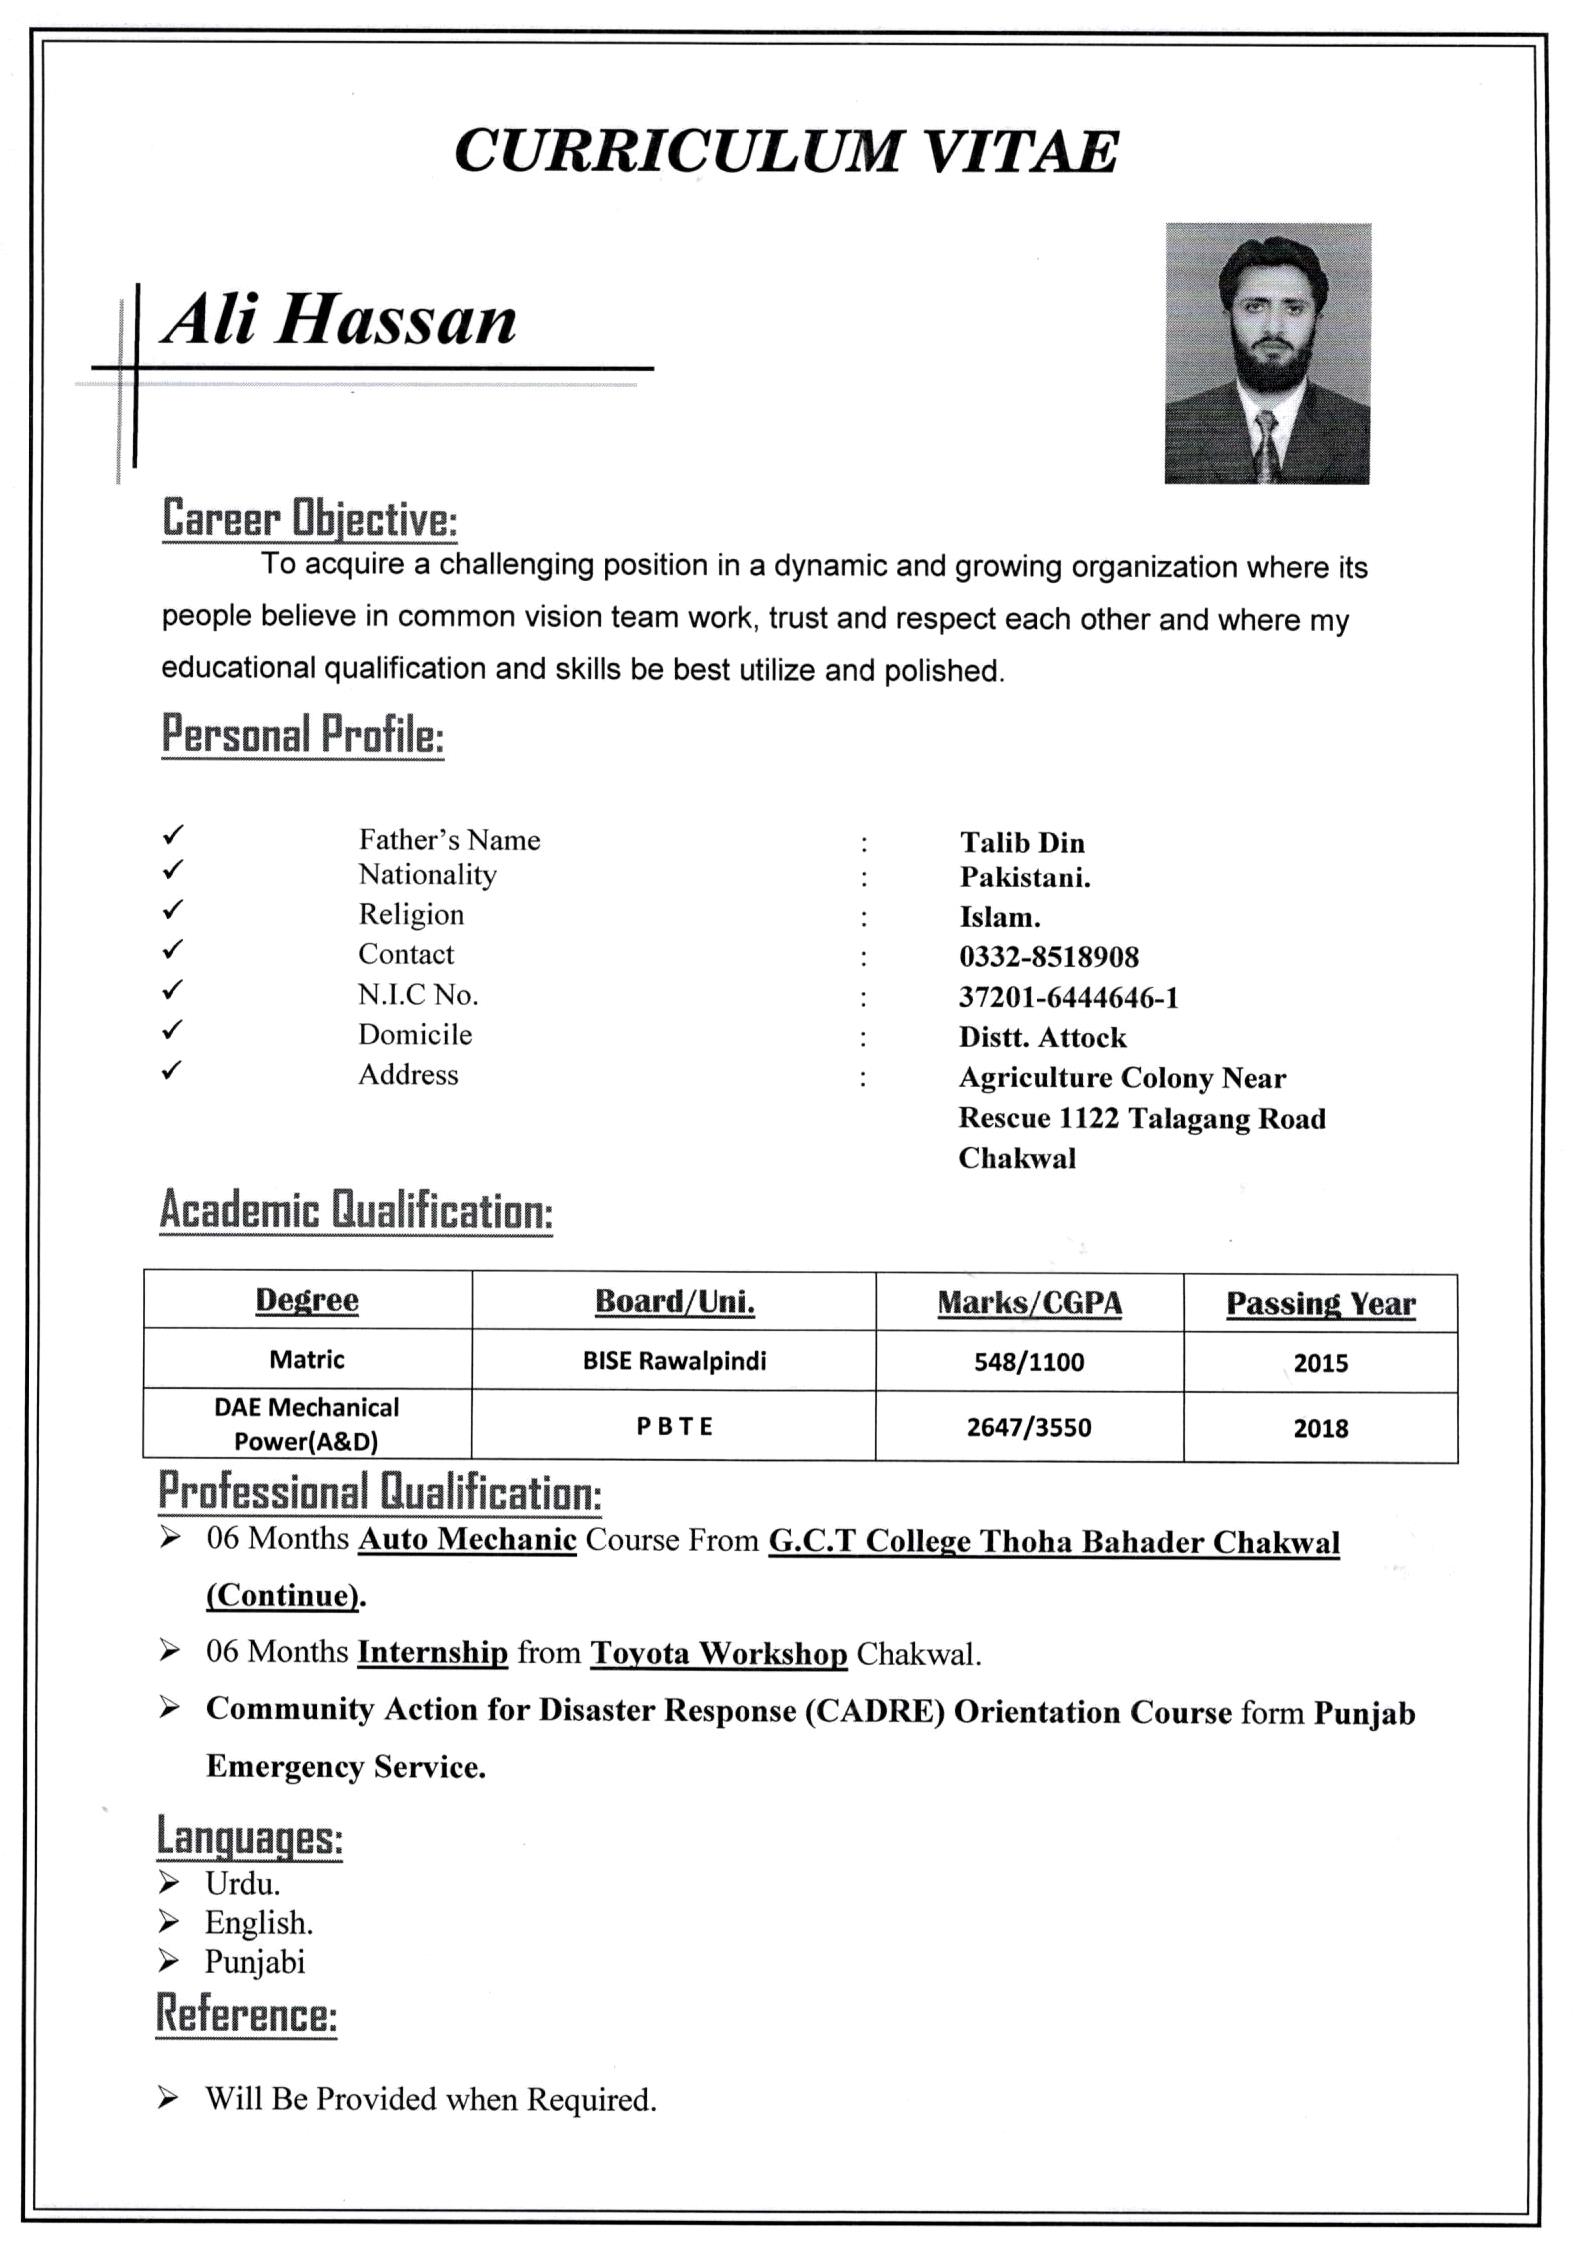 CURRICULUM VITAE
Ali Hassan
Career Objective:
To acquire a challenging position in a dynamic and growing organization where its
people believe in common vision team work, trust and respect each other and where my
educational qualification and skills be best utilize and polished.
Personal Profile:
✓ Father's Name : Talib Din
✓ Nationality : Pakistani.
✓ Religion : Islam.
✓ Contact : 0332-8518908
✓ N.I.C No. : 37201-6444646-1
✓ Domicile : Distt. Attock
✓ Address : Agriculture Colony Near
Rescue 1122 Talagang Road
Chakwal
Academic Qualification:
Degree Board/Uni. Marks/CGPA Passing Year
Matric BISE Rawalpindi 548/1100 2015
DAE Mechanical
Power(A&D) P B T E 2647/3550 2018
Professional Qualification:
➢ 06 Months Auto Mechanic Course From G.C.T College Thoha Bahader Chakwal
(Continue).
➢ 06 Months Internship from Toyota Workshop Chakwal.
➢ Community Action for Disaster Response (CADRE) Orientation Course form Punjab
Emergency Service.
Languages:
➢ Urdu.
➢ English.
➢ Punjabi
Reference:
➢ Will Be Provided when Required.